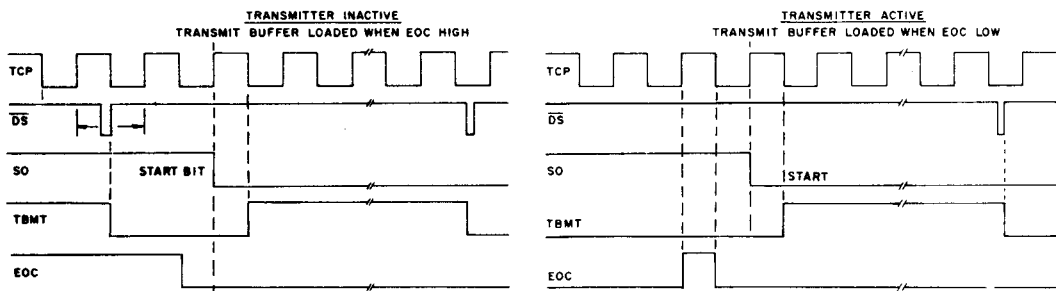 TRANSMITTER INACTIVE
TRANSMIT BUFFER LOADED WHEN EOC HIGH
TCP
DS
SO
START BIT
TBMT
EOC
TRANSMITTER ACTIVE
TRANSMIT BUFFER LOADED WHEN EOC LOW
TCP
DS
SO
START
TBMT
EOC